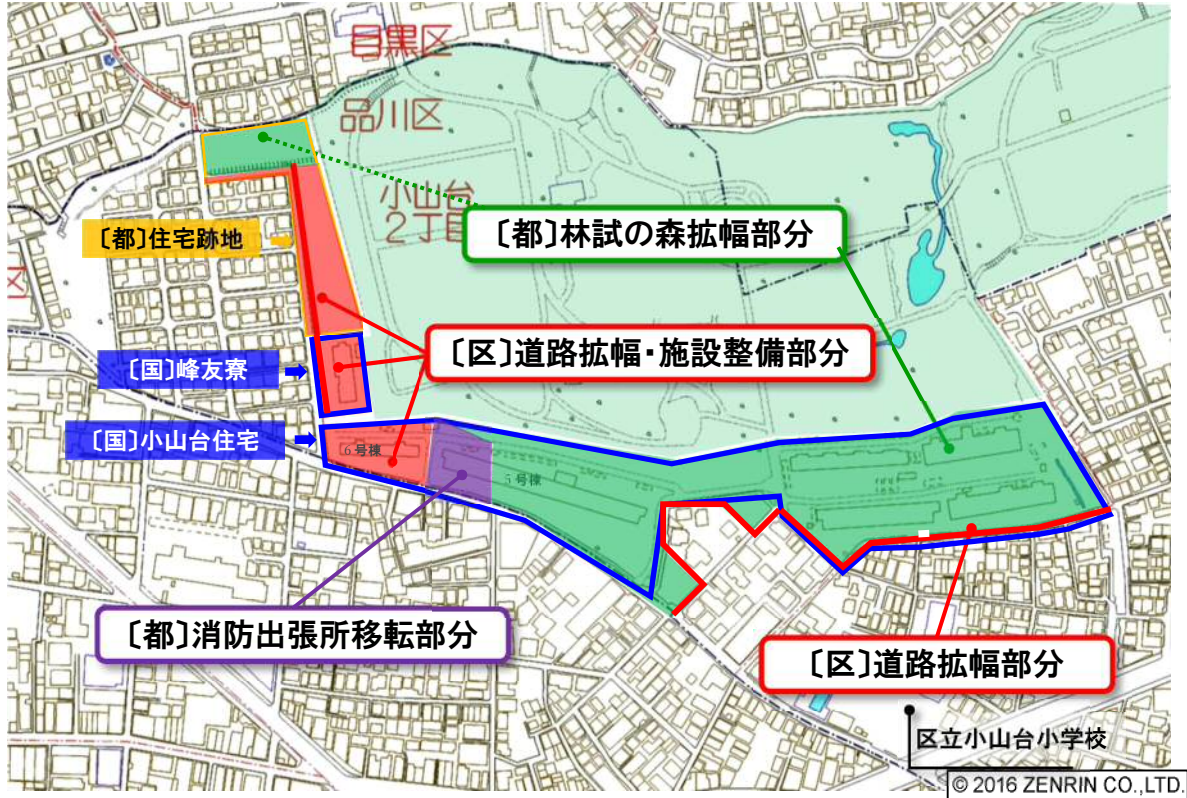 目黒区
品川区
小山台
2丁目
〔都〕住宅跡地
〔都〕林試の森拡幅部分
区
〔国〕峰友寮
〔区〕道路拡幅・施設整備部分
〔国〕小山台住宅
6号棟
5号棟
〔都〕消防出張所移転部分
〔区〕道路拡幅部分
区立小山台小学校
© 2016 ZENRIN CO.,LTD.